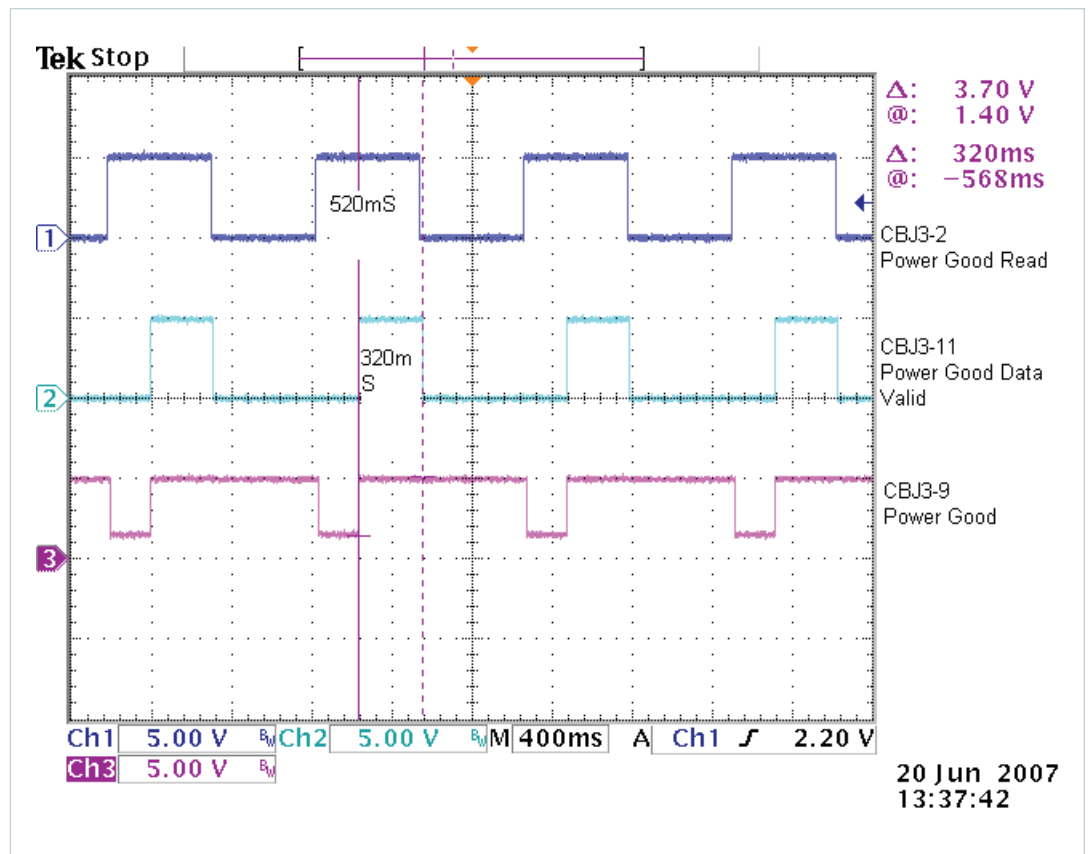 Tek Stop
Δ: 3.70 V
@: 1.40 V
Δ: 320ms
@: −568ms
520mS
1
CBJ3-2
Power Good Read
320m
S
2
CBJ3-11
Power Good Data
Valid
3
CBJ3-9
Power Good
Ch1 5.00 V BW Ch2 5.00 V BW M 400ms A Ch1 2.20 V
Ch3 5.00 V BW
20 Jun 2007
13:37:42